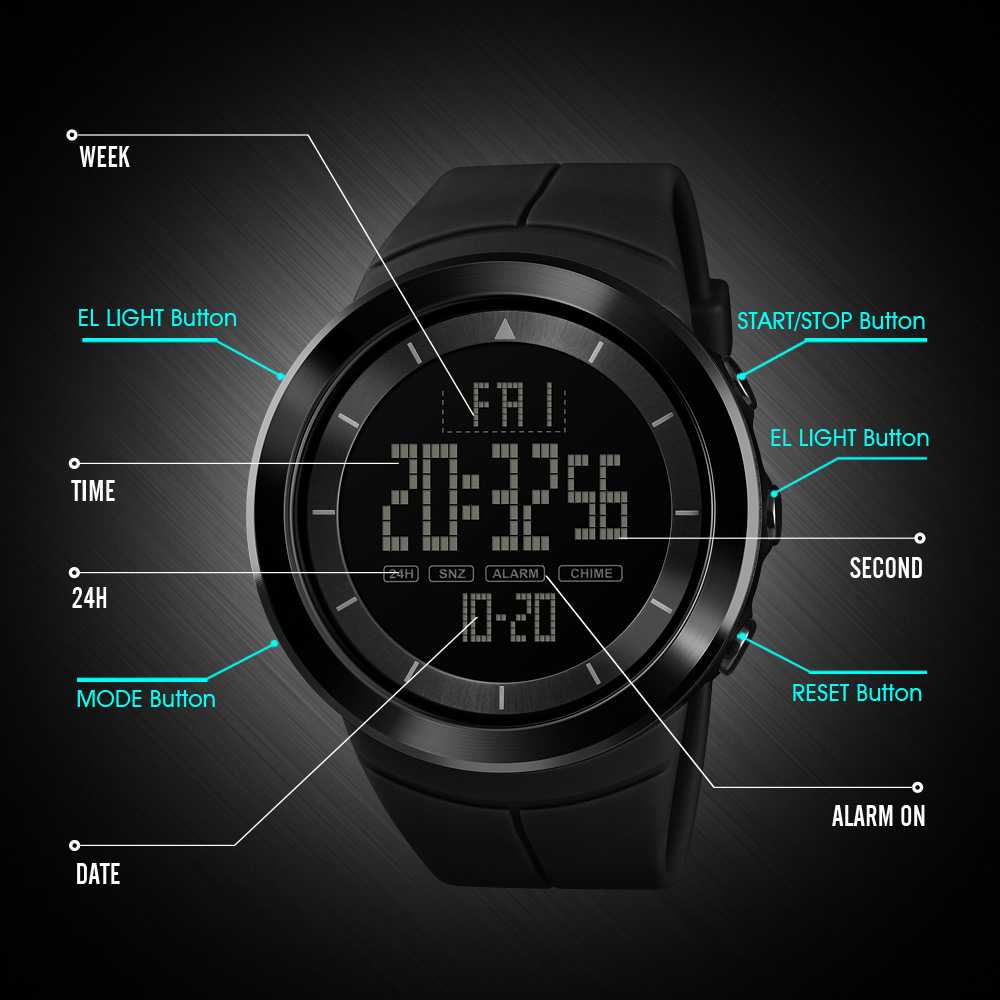 WEEK
EL LIGHT Button
START/STOP Button
FRI
EL LIGHT Button
20:32 56
TIME
SECOND
24H SNZ ALARM CHIME
24H
10-20
MODE Button
RESET Button
ALARM ON
DATE